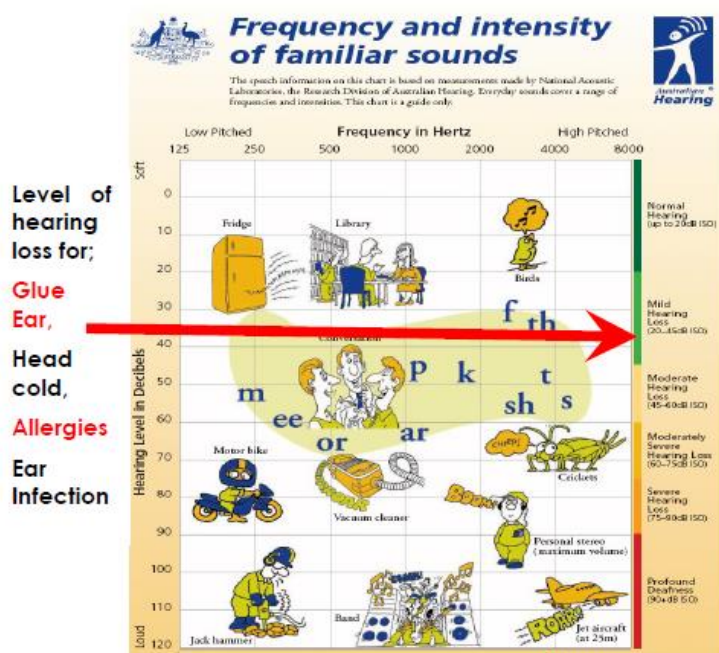 Frequency and intensity
of familiar sounds
The speech information on this chart is based on measurements made by National Acoustic
Laboratories, the Research Division of Australian Hearing. Everyday sounds cover a range of
frequencies and intensities. This chart is a guide only.
Australian
Hearing
Low Pitched Frequency in Hertz High Pitched
125 250 500 1000 2000 4000 8000
Soft
Hearing Level in Decibels
Loud
0
10
20
30
40
50
60
70
80
90
100
110
120
Level of
hearing
loss for;
Glue
Ear,
Head
cold,
Allergies
Ear
Infection
Fridge
Library
Birds
f
th
Conversation
p
k
t
m
ee
sh
s
or
ar
Motor bike
Vacuum cleaner
CHIRP!
Crickets
BOOM
Personal stereo
(maximum volume)
Jack hammer
Band
ROAR!
Jet aircraft
(at 25m)
Normal
Hearing
(up to 20dB ISO)
Mild
Hearing
Loss
(20-45dB ISO)
Moderate
Hearing
Loss
(45-60dB ISO)
Moderately
Severe
Hearing Loss
(60-75dB ISO)
Severe
Hearing
Loss
(75-90dB ISO)
Profound
Deafness
(90+dB ISO)